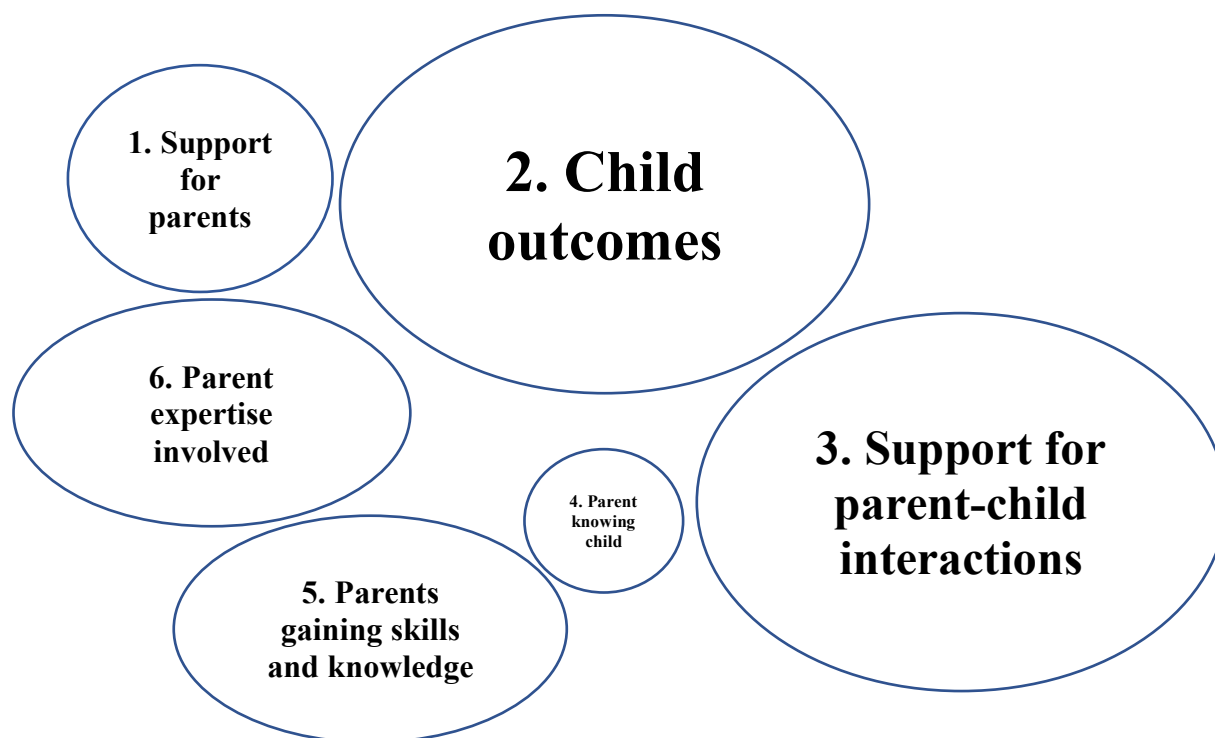 1. Support
for
parents
2. Child
outcomes
3. Support for
parent-child
interactions
4. Parent
knowing
child
5. Parents
gaining skills
and knowledge
6. Parent
expertise
involved